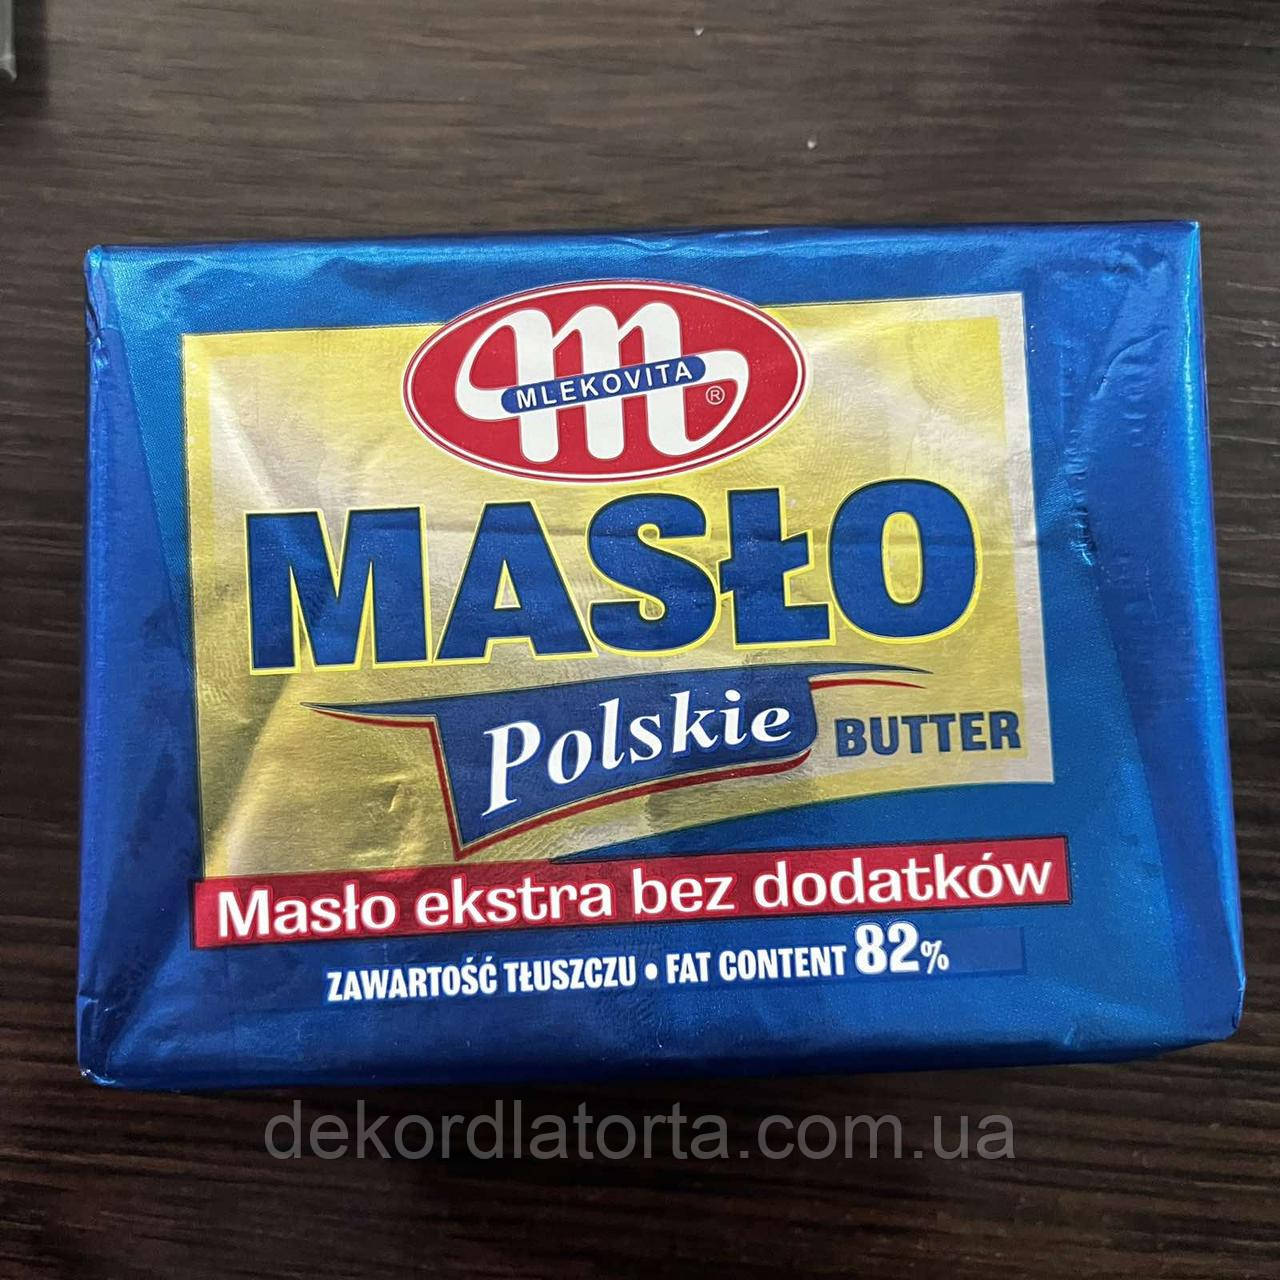 MLEKOVITA ®
MASŁO
Polskie BUTTER
Masło ekstra bez dodatków
ZAWARTOŚĆ TŁUSZCZU • FAT CONTENT 82%
dekordlatorta.com.ua